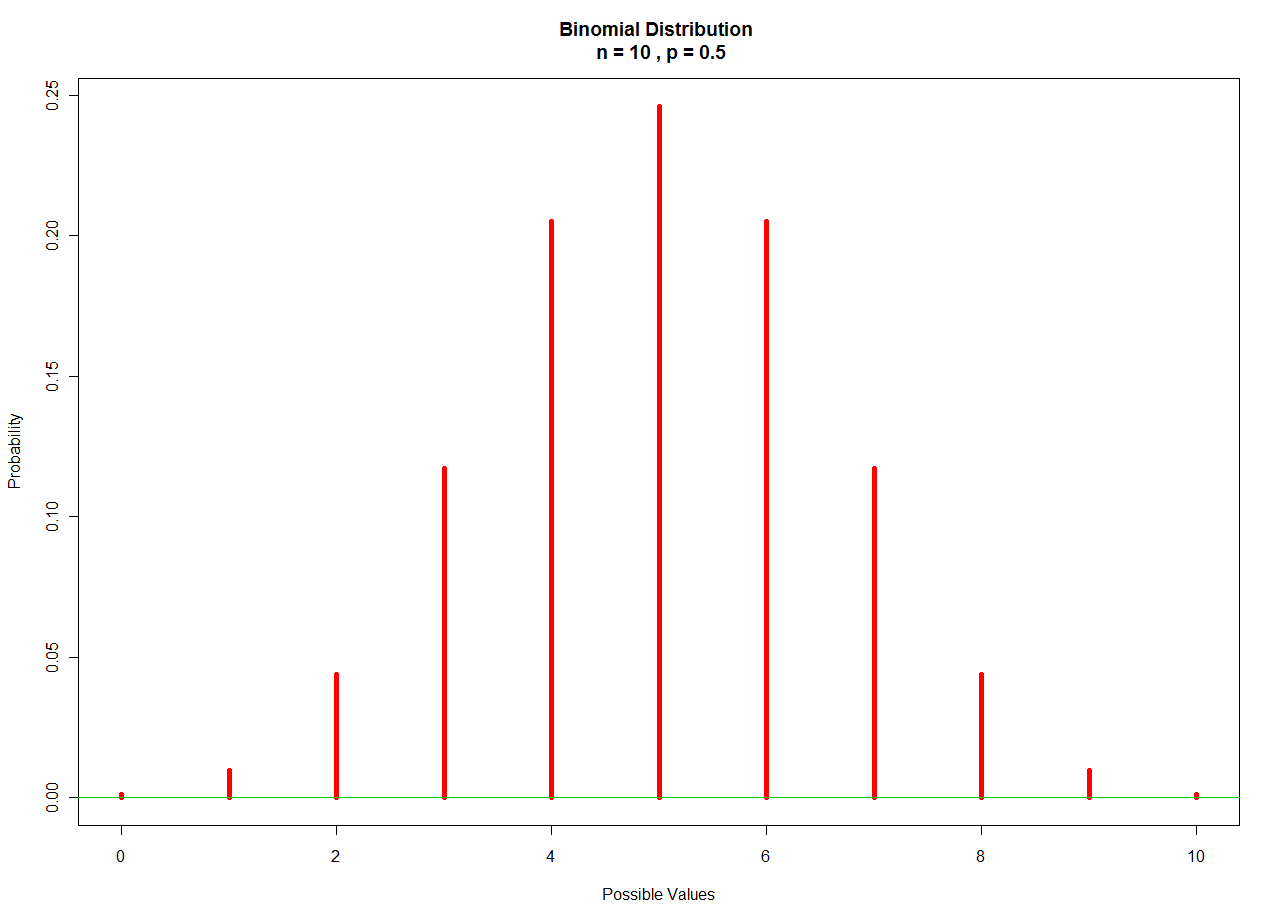 Binomial Distribution
n = 10 , p = 0.5
0.25
0.20
0.15
0.10
0.05
0.00
Probability
0 2 4 6 8 10
Possible Values